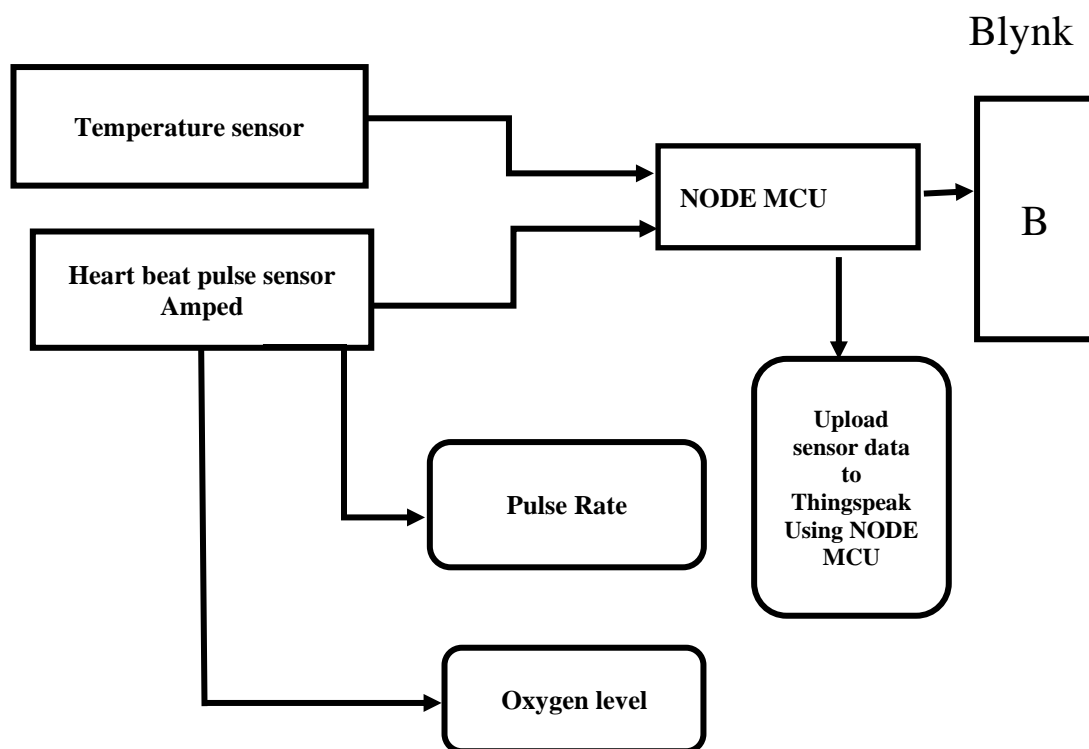 Blynk
Temperature sensor
NODE MCU
B
Heart beat pulse sensor
Amped
Upload
sensor data
to
Thingspeak
Using NODE
MCU
Pulse Rate
Oxygen level